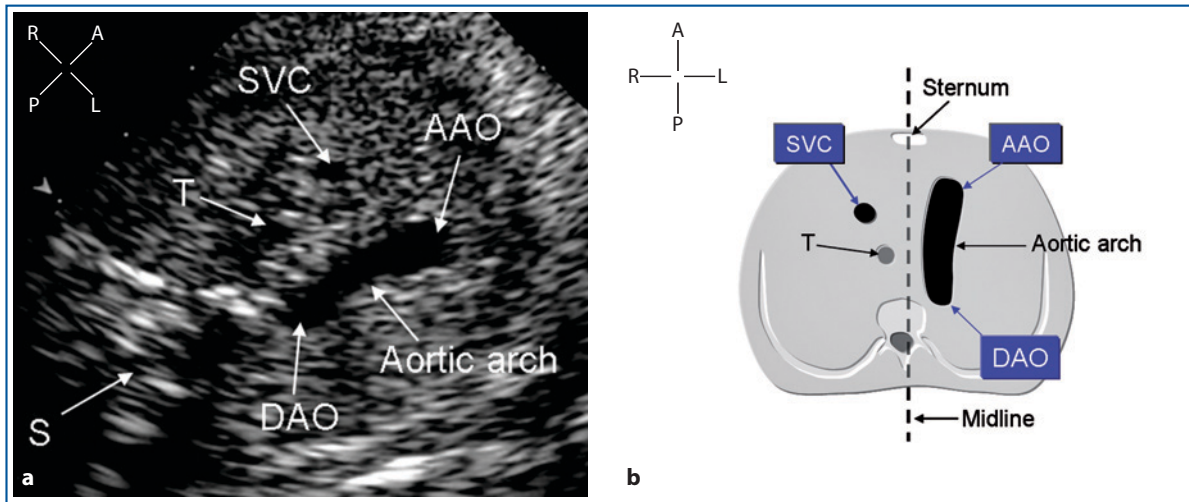 R
A
P
L
SVC
AAO
T
Aortic arch
DAO
S
a
A
R
L
P
Sternum
SVC
AAO
T
Aortic arch
DAO
Midline
b